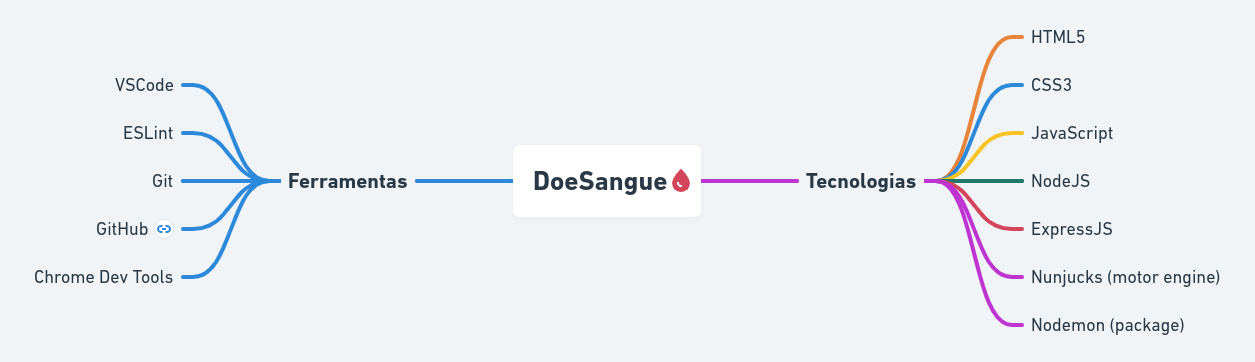 DoeSangue
Ferramentas
VSCode
ESLint
Git
GitHub
Chrome Dev Tools
Tecnologias
HTML5
CSS3
JavaScript
NodeJS
ExpressJS
Nunjucks (motor engine)
Nodemon (package)